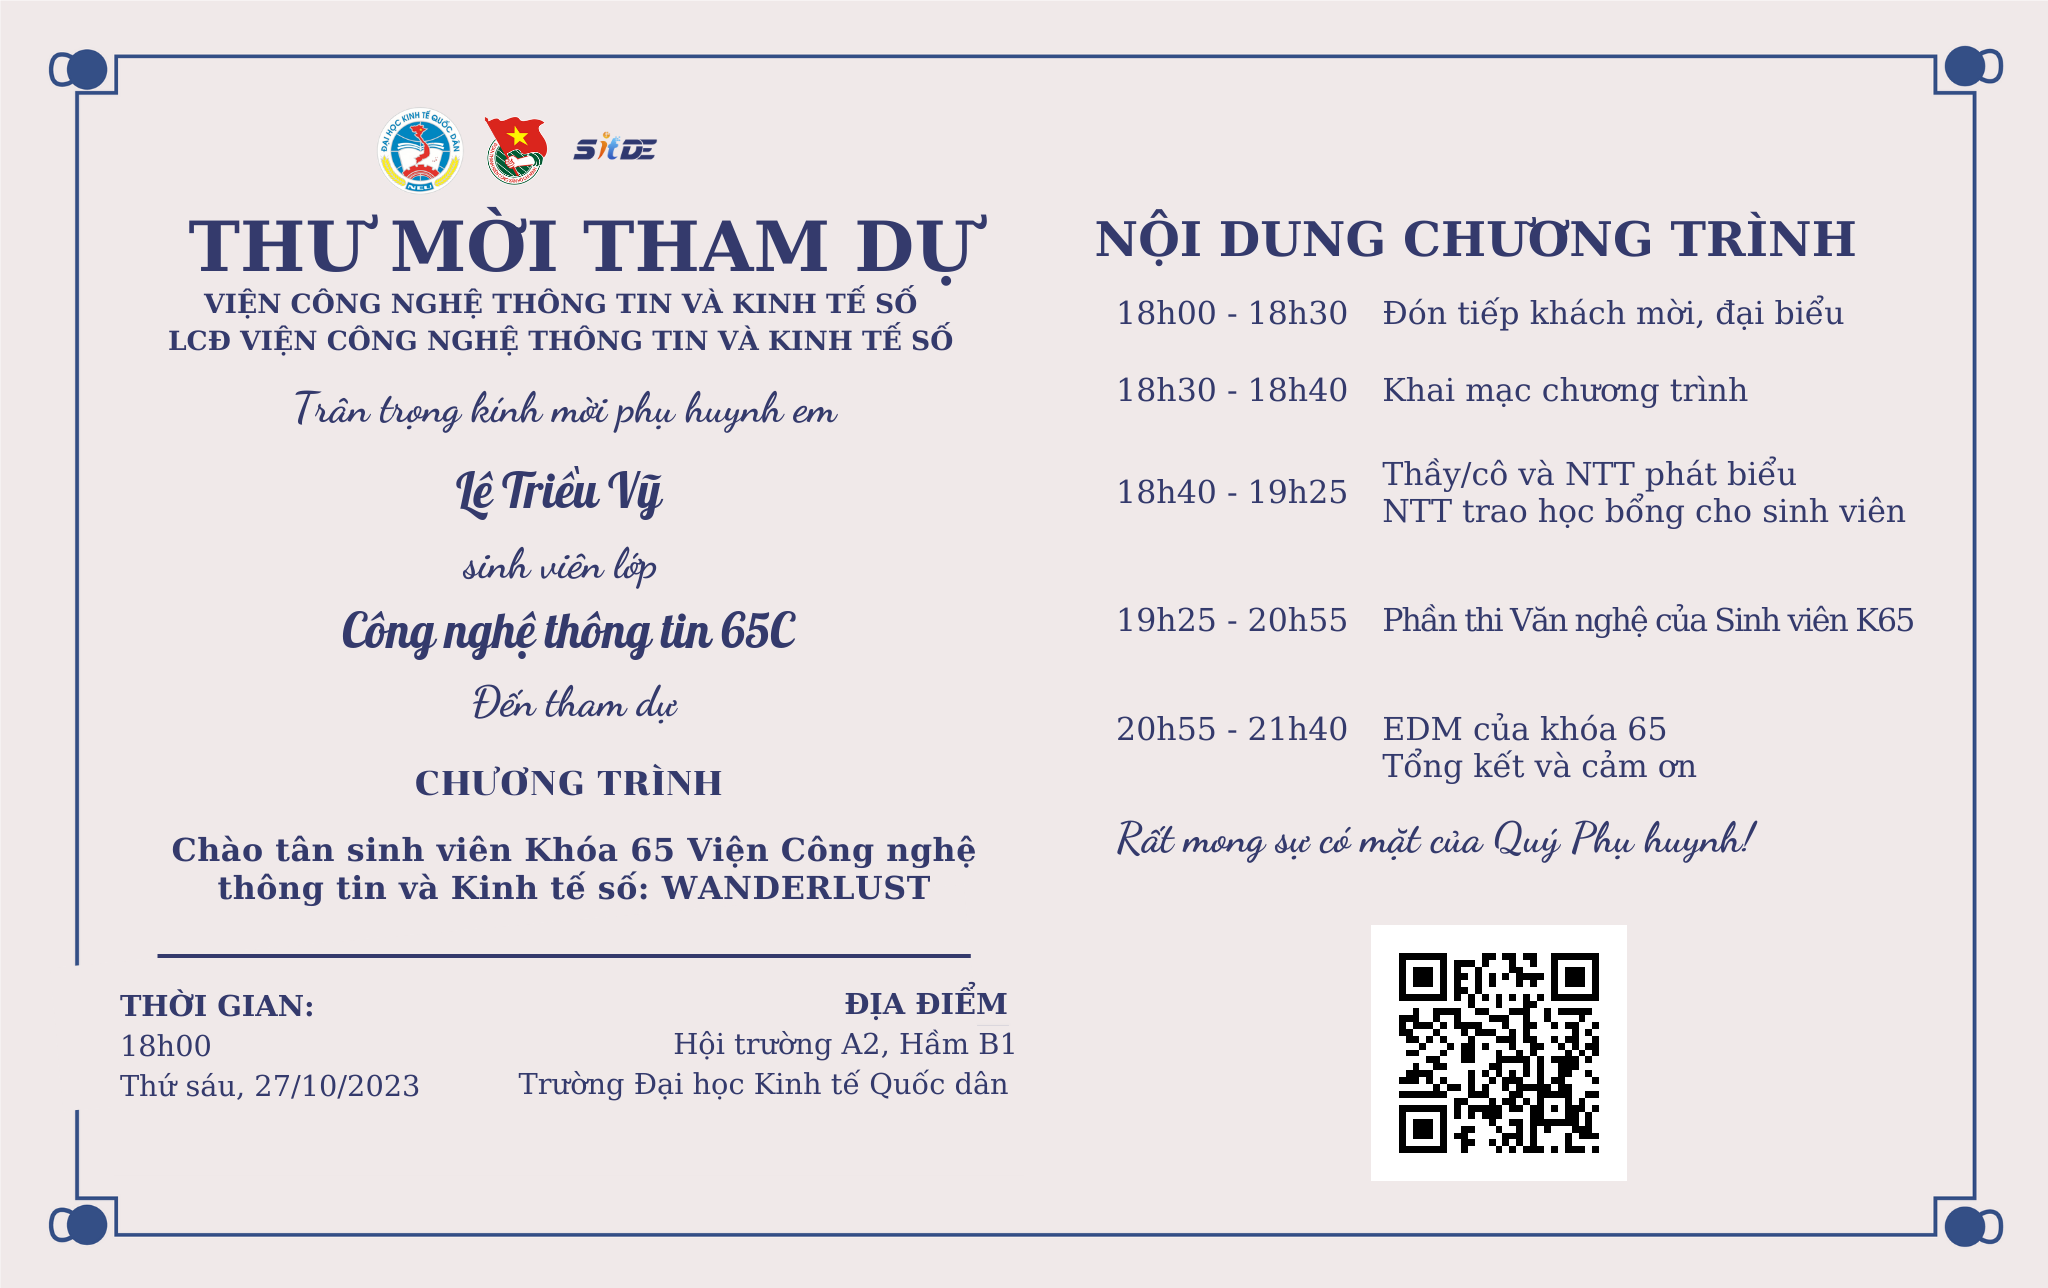 ĐẠI HỌC KINH TẾ QUỐC DÂN
NEU
SitDE
THƯ MỜI THAM DỰ
VIỆN CÔNG NGHỆ THÔNG TIN VÀ KINH TẾ SỐ
LCĐ VIỆN CÔNG NGHỆ THÔNG TIN VÀ KINH TẾ SỐ
Trân trọng kính mời phụ huynh em
Lê Triều Vỹ
sinh viên lớp
Công nghệ thông tin 65C
Đến tham dự
CHƯƠNG TRÌNH
Chào tân sinh viên Khóa 65 Viện Công nghệ
thông tin và Kinh tế số: WANDERLUST
THỜI GIAN:
18h00
Thứ sáu, 27/10/2023
ĐỊA ĐIỂM
Hội trường A2, Hầm B1
Trường Đại học Kinh tế Quốc dân
NỘI DUNG CHƯƠNG TRÌNH
18h00 - 18h30 Đón tiếp khách mời, đại biểu
18h30 - 18h40 Khai mạc chương trình
18h40 - 19h25 Thầy/cô và NTT phát biểu
NTT trao học bổng cho sinh viên
19h25 - 20h55 Phần thi Văn nghệ của Sinh viên K65
20h55 - 21h40 EDM của khóa 65
Tổng kết và cảm ơn
Rất mong sự có mặt của Quý Phụ huynh!